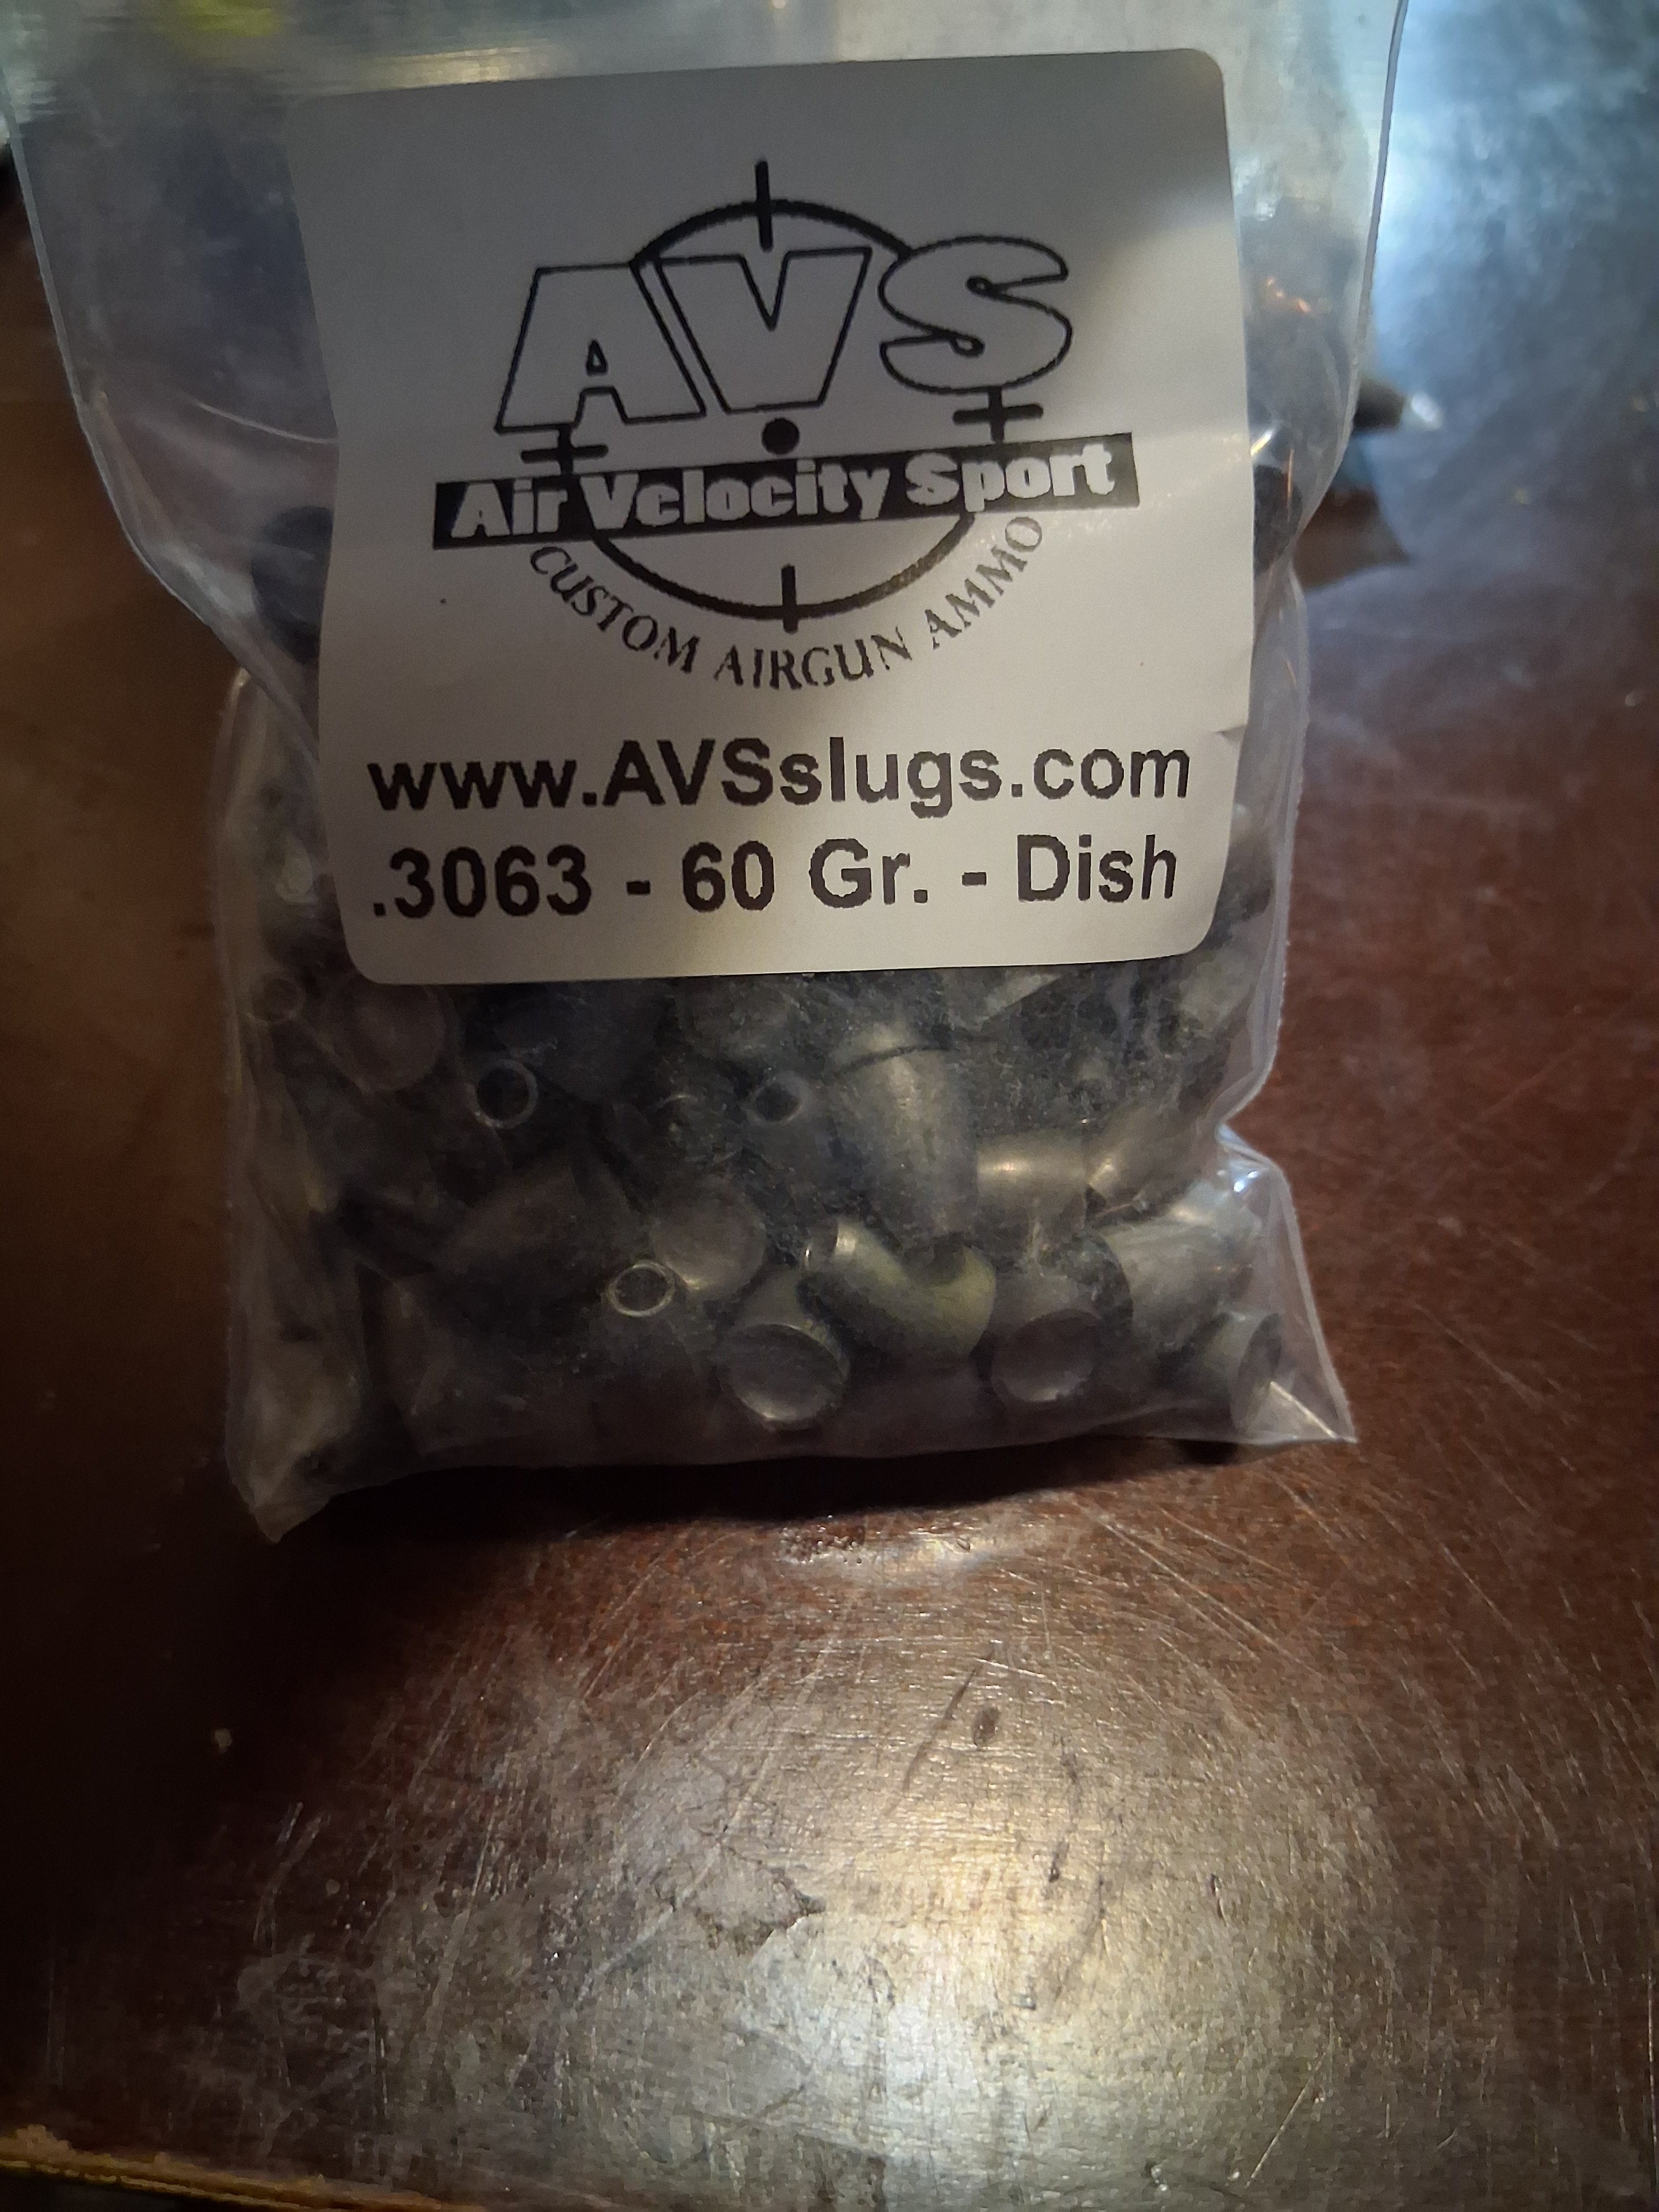 AVS
Air Velocity Sport
CUSTOM AIRGUN AMMO
www.AVSslugs.com
.3063 - 60 Gr. - Dish